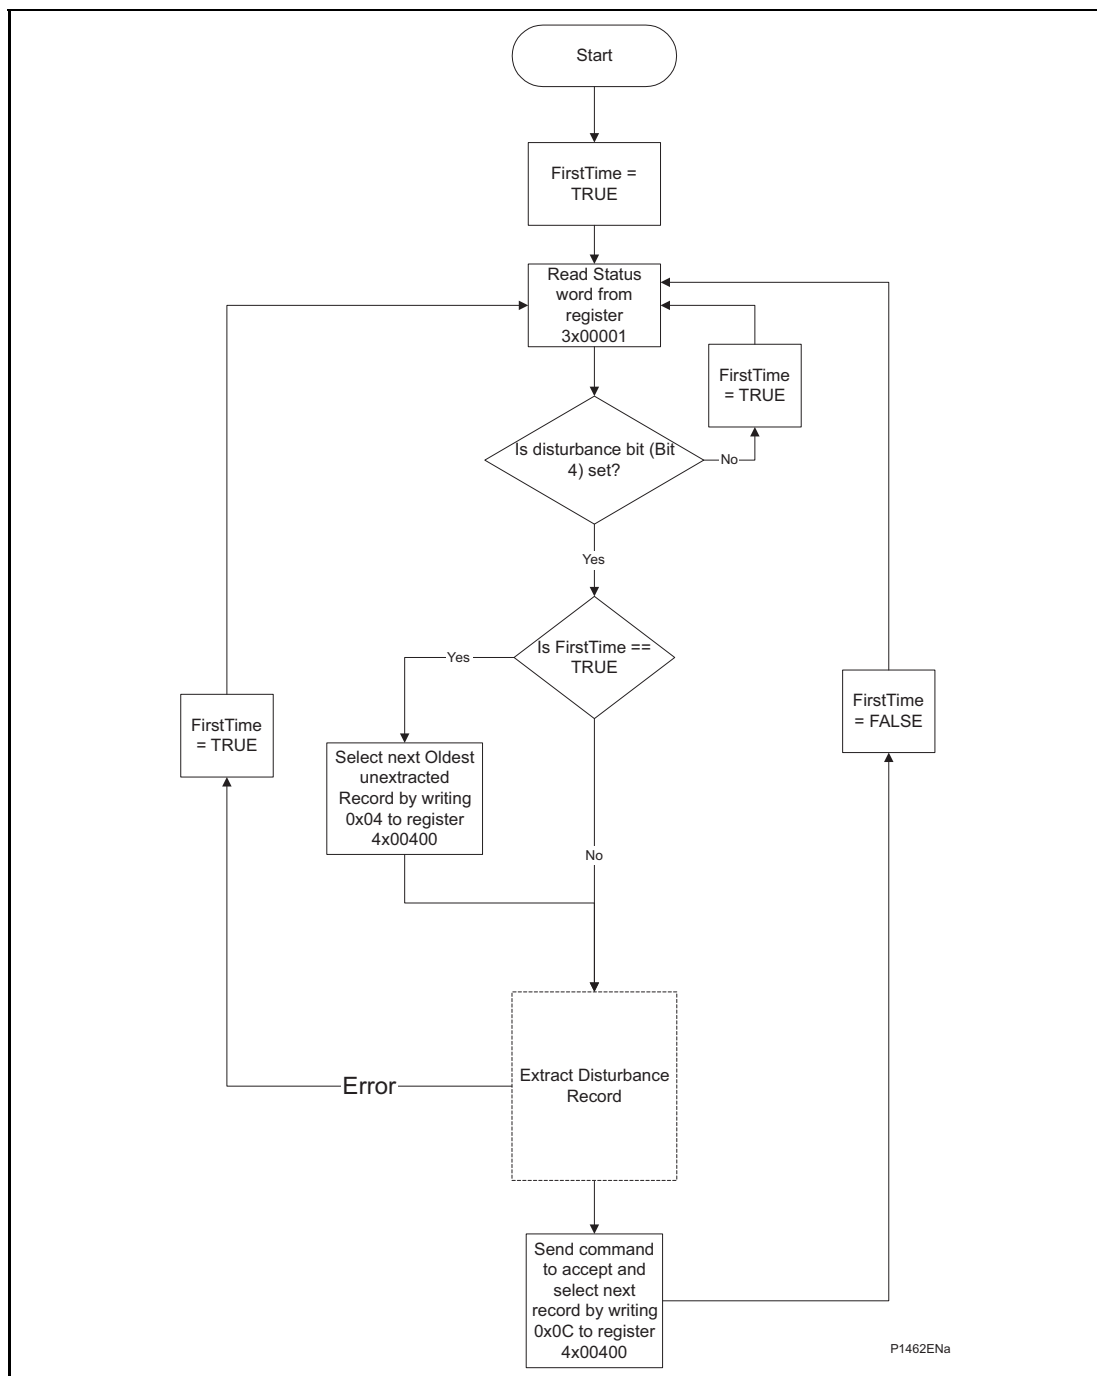 Start
FirstTime =
TRUE
Read Status
word from
register
3x00001
FirstTime
= TRUE
Is disturbance bit (Bit
4) set?
No
Yes
Is FirstTime ==
TRUE
Yes
FirstTime
= TRUE
FirstTime
= FALSE
Select next Oldest
unextracted
Record by writing
0x04 to register
4x00400
No
Extract Disturbance
Record
Error
Send command
to accept and
select next
record by writing
0x0C to register
4x00400
P1462ENa